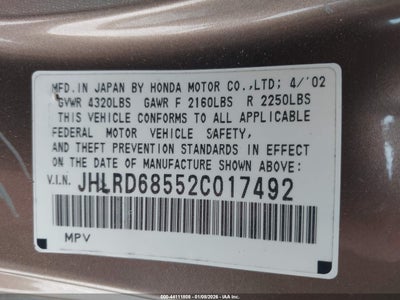 MFD.IN JAPAN BY HONDA MOTOR CO.,LTD; 4/'02
GVWR 4320LBS GAWR F 2160LBS R 2250LBS
THIS VEHICLE CONFORMS TO ALL APPLICABLE
FEDERAL MOTOR VEHICLE SAFETY,
AND THEFT PREVENTION STANDARDS IN EFFECT
ON THE DATE OF MANUFACTURE SHOWN ABOVE.
V.I.N. JHLRD68552C017492
MPV
000-44111808 - 01/08/2026 - IAA Inc.